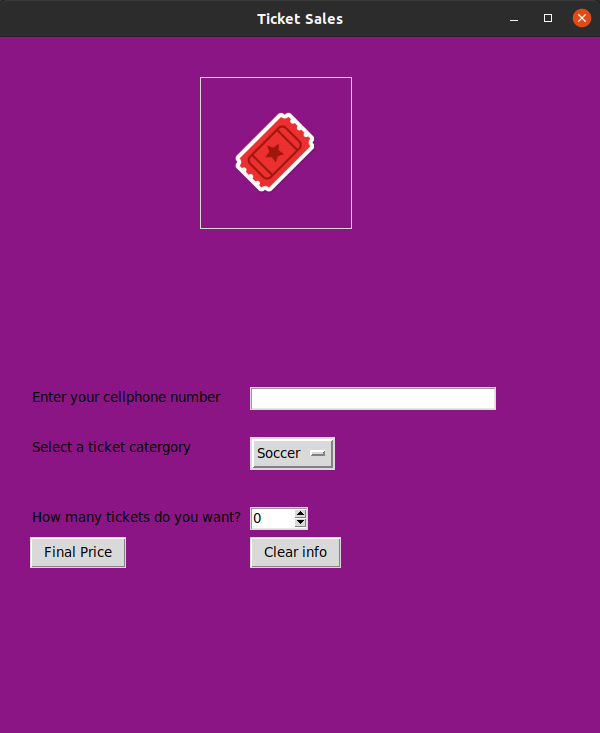 Ticket Sales
Enter your cellphone number
Select a ticket catergory
Soccer
How many tickets do you want?
0
Final Price
Clear info